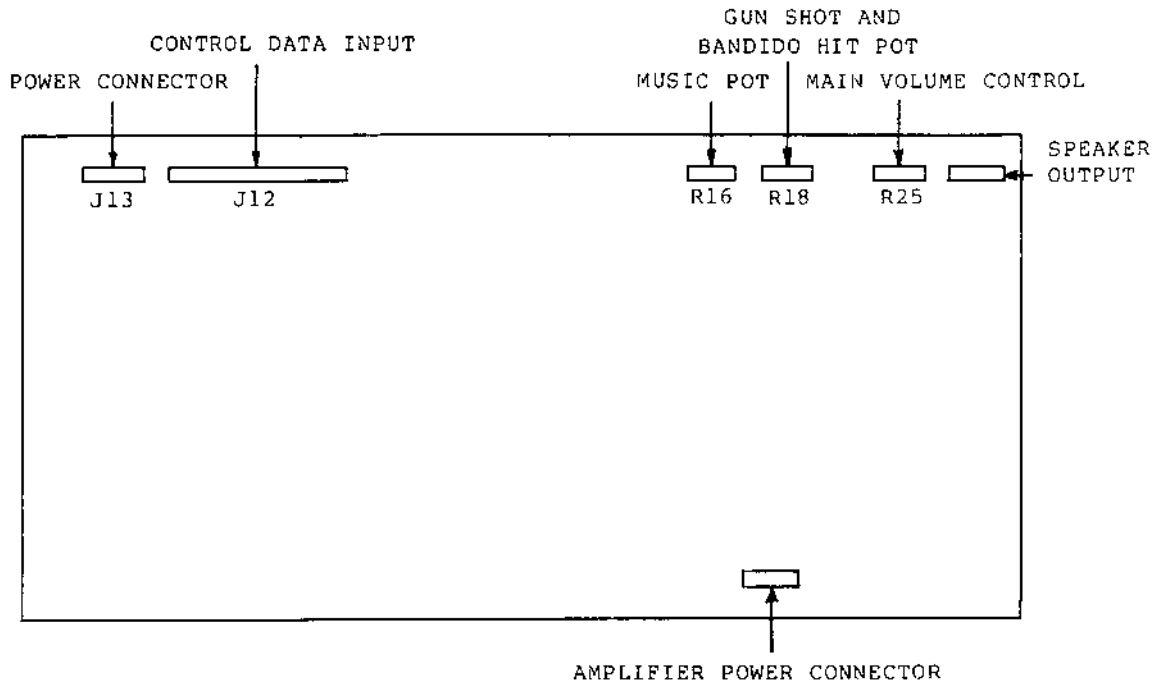 GUN SHOT AND
BANDIDO HIT POT
CONTROL DATA INPUT
POWER CONNECTOR
MUSIC POT
MAIN VOLUME CONTROL
SPEAKER
OUTPUT
J13
J12
R16
R18
R25
AMPLIFIER POWER CONNECTOR